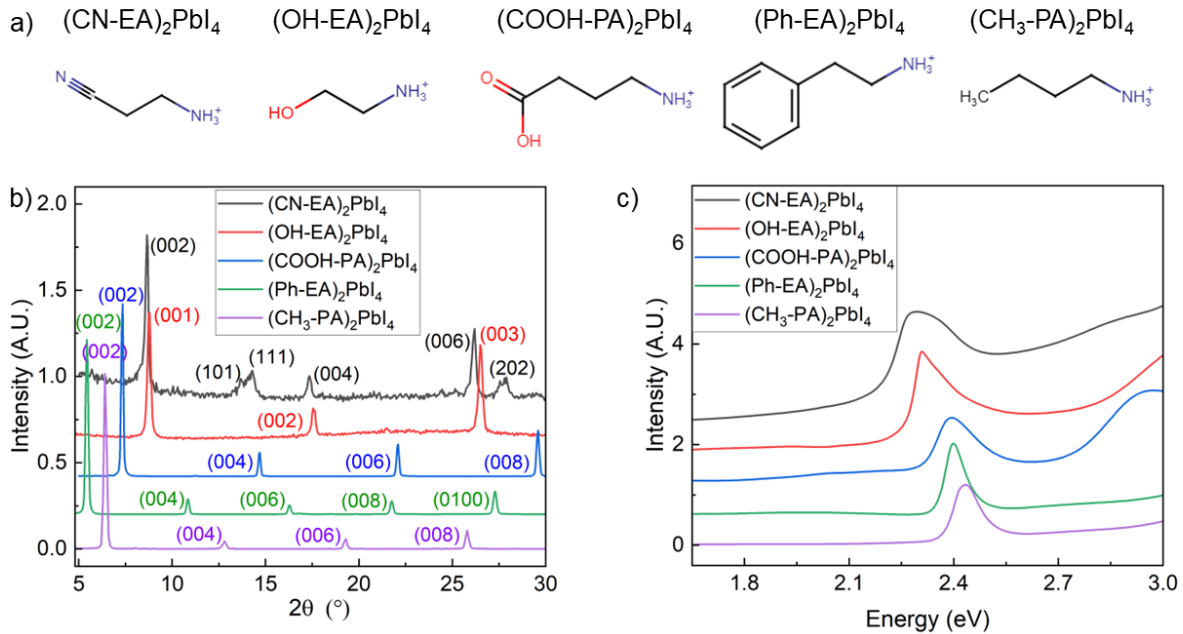 a) (CN-EA)₂PbI₄ (OH-EA)₂PbI₄ (COOH-PA)₂PbI₄ (Ph-EA)₂PbI₄ (CH₃-PA)₂PbI₄
N NH₃⁺
HO NH₃⁺
O OH NH₃⁺
NH₃⁺
H₃C NH₃⁺
b)
Intensity (A.U.)
2.0
1.5
1.0
0.5
0.0
(CN-EA)₂PbI₄
(OH-EA)₂PbI₄
(COOH-PA)₂PbI₄
(Ph-EA)₂PbI₄
(CH₃-PA)₂PbI₄
(002)
(101)
(111)
(004)
(006)
(202)
(001)
(002)
(003)
(002)
(004)
(006)
(008)
(002)
(004)
(006)
(008)
(0100)
(002)
(004)
(006)
(008)
5 10 15 20 25 30
2θ (°)
c)
Intensity (A.U.)
6
4
2
0
(CN-EA)₂PbI₄
(OH-EA)₂PbI₄
(COOH-PA)₂PbI₄
(Ph-EA)₂PbI₄
(CH₃-PA)₂PbI₄
1.8 2.1 2.4 2.7 3.0
Energy (eV)